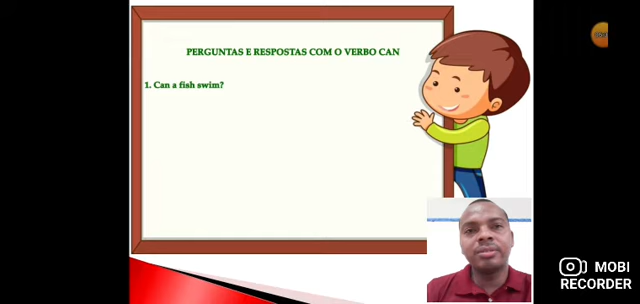 PERGUNTAS E RESPOSTAS COM O VERBO CAN
1. Can a fish swim?
MOBI
RECORDER